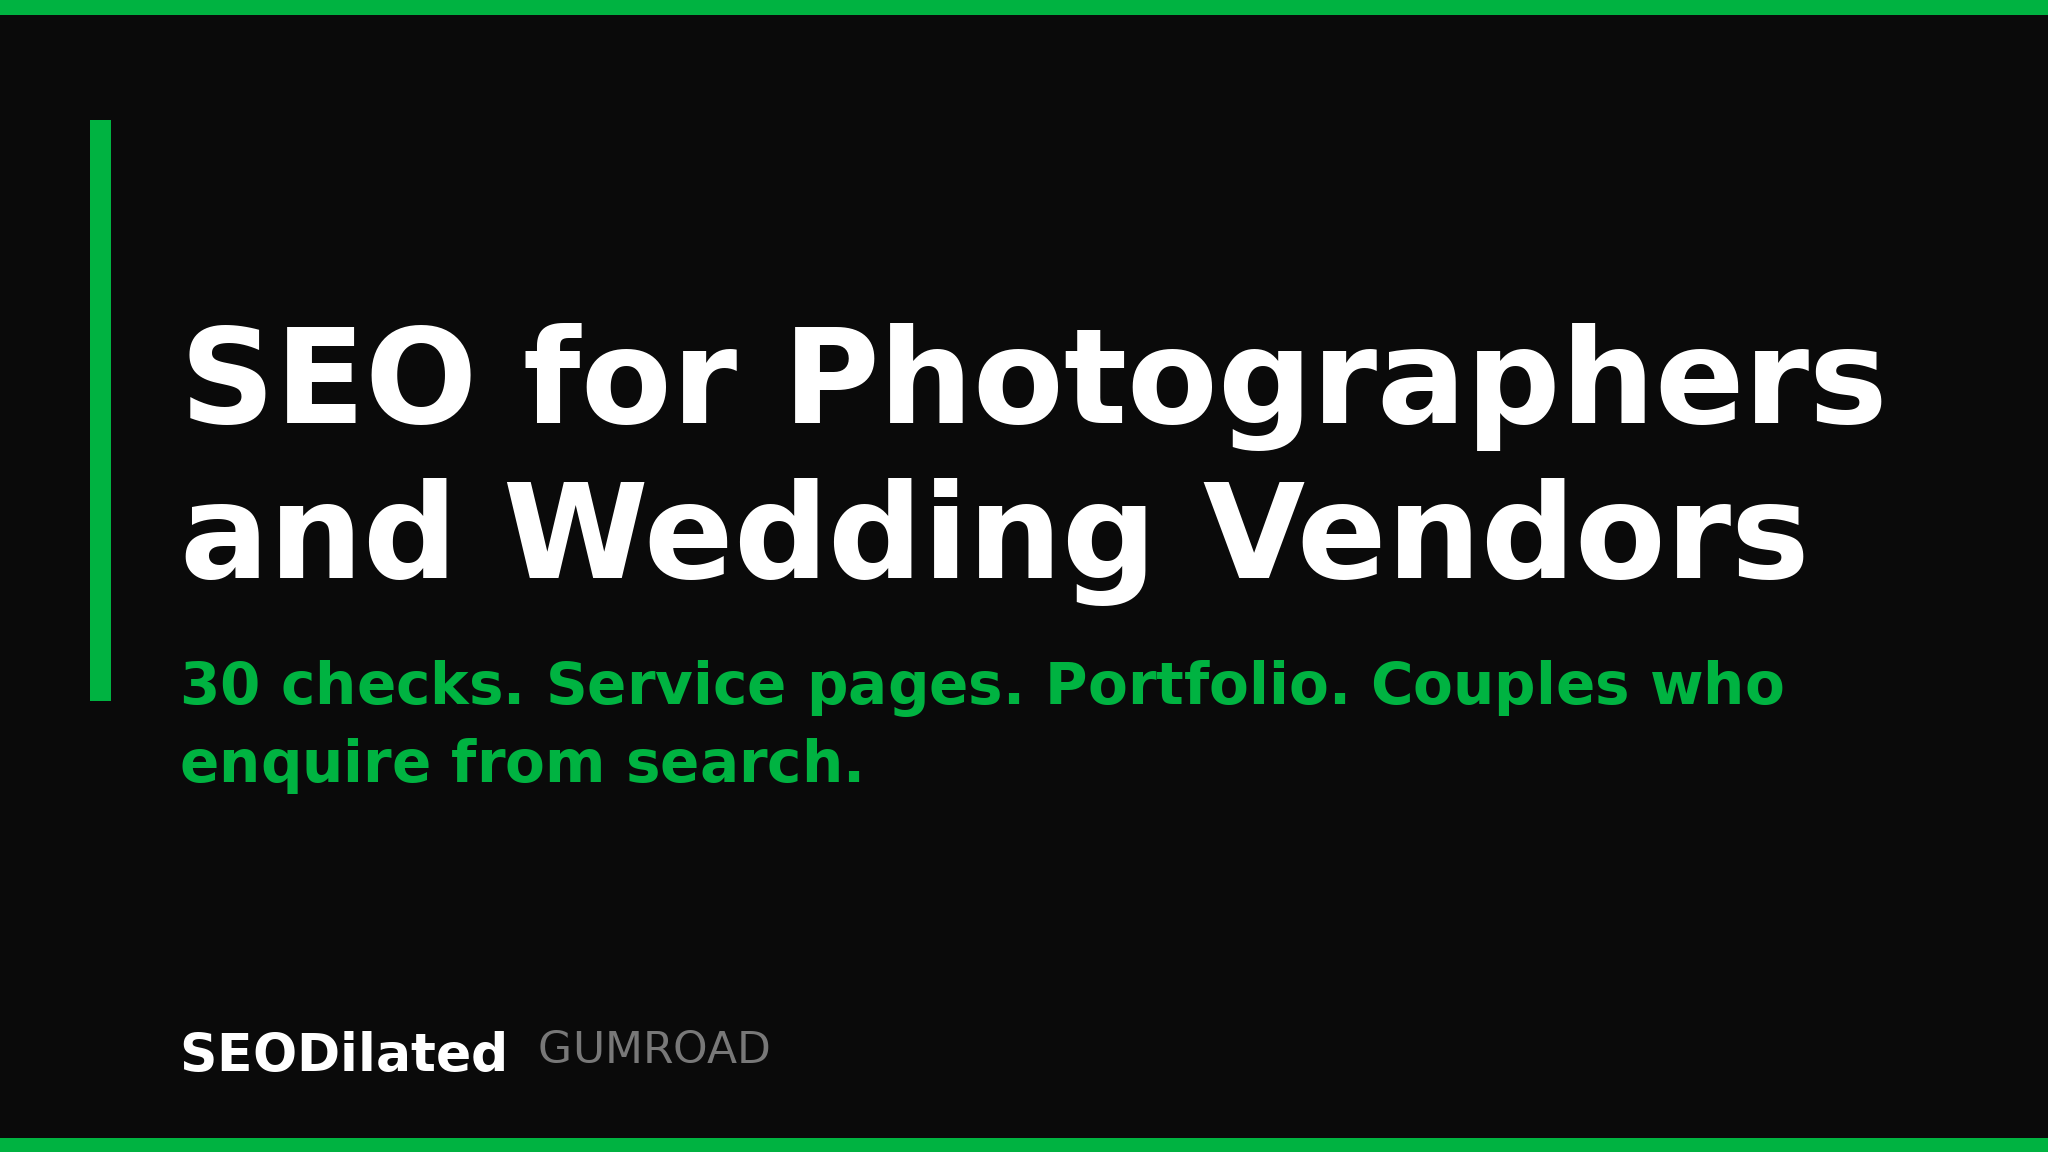 SEO for Photographers
and Wedding Vendors
30 checks. Service pages. Portfolio. Couples who
enquire from search.
SEODilated GUMROAD